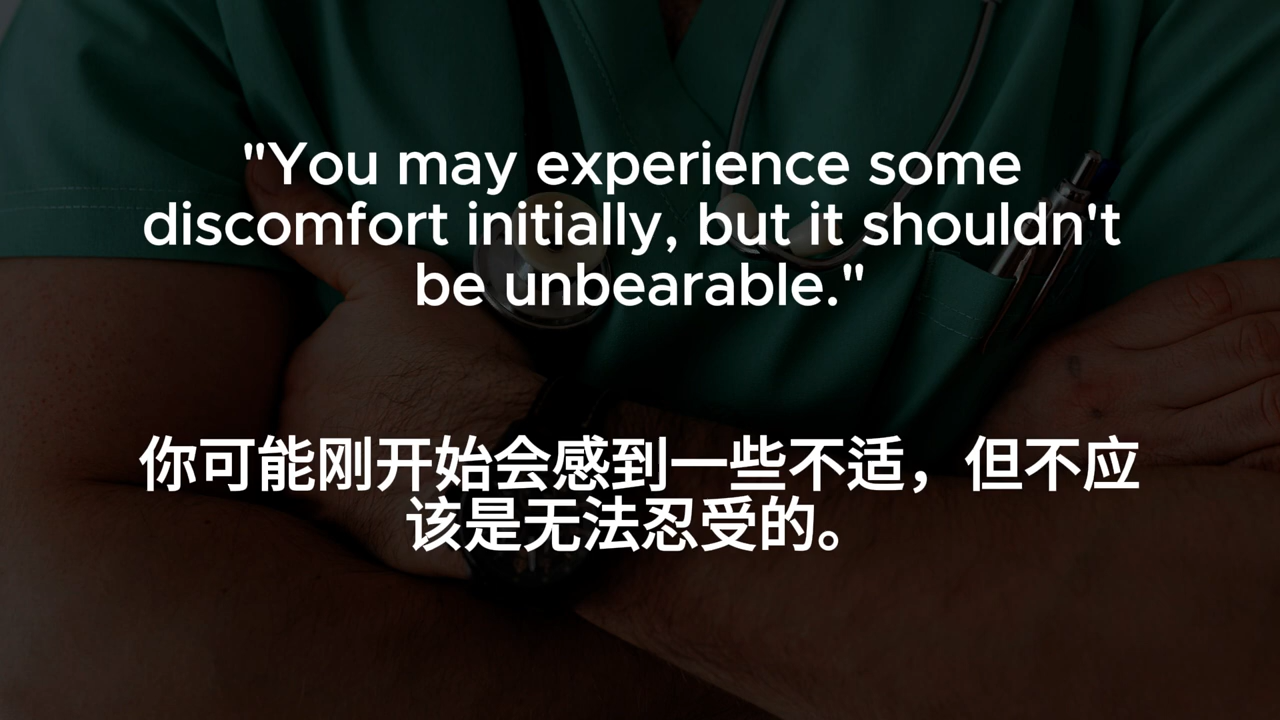 "You may experience some
discomfort initially, but it shouldn't
be unbearable."
你可能刚开始会感到一些不适，但不应
该是无法忍受的。